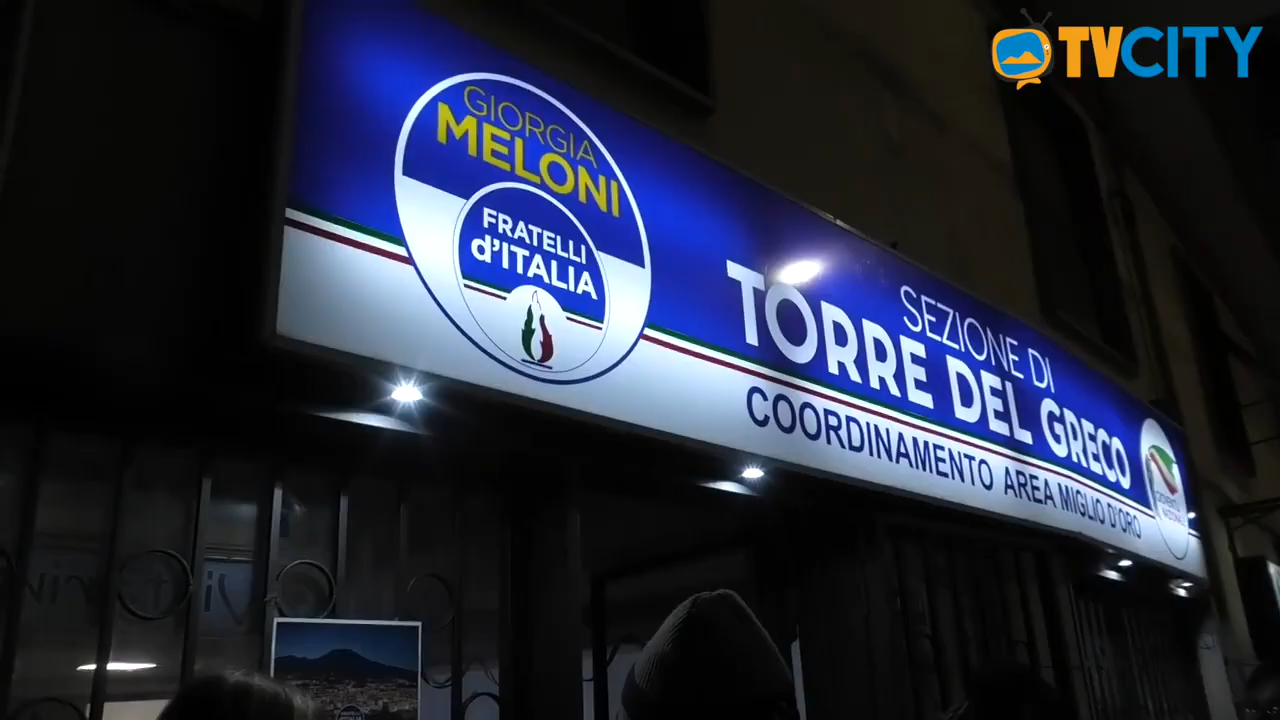 TVCITY
GIORGIA
MELONI
FRATELLI
d'ITALIA
SEZIONE DI
TORRE DEL GRECO
COORDINAMENTO AREA MIGLIO D'ORO